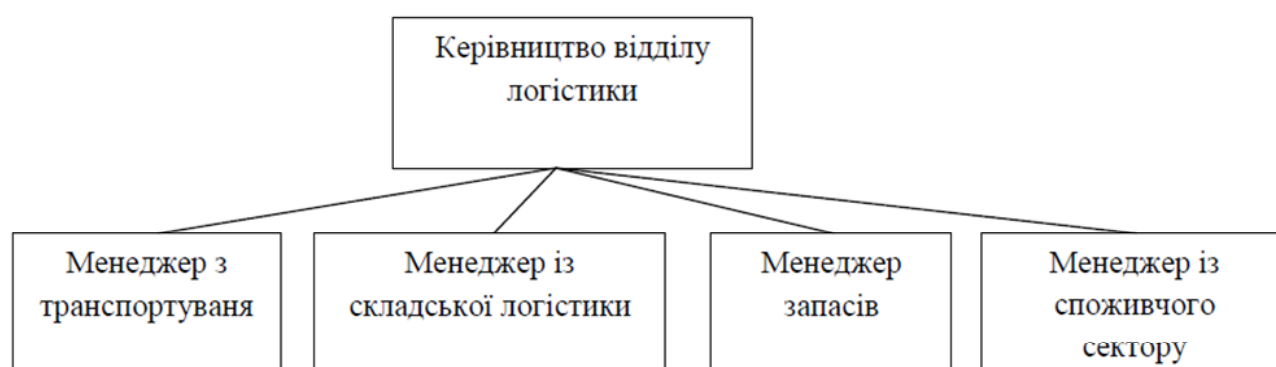 Керівництво відділу
логістики
Менеджер з
транспортуваня
Менеджер із
складської логістики
Менеджер
запасів
Менеджер із
споживчого
сектору